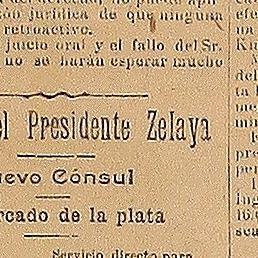 ón jurídica de que ninguna
retroactivo.
juicio oral y el fallo del Sr.
no se harán esperar mucho
el Presidente Zelaya
evo Cónsul
rcado de la plata
Servicio directo para